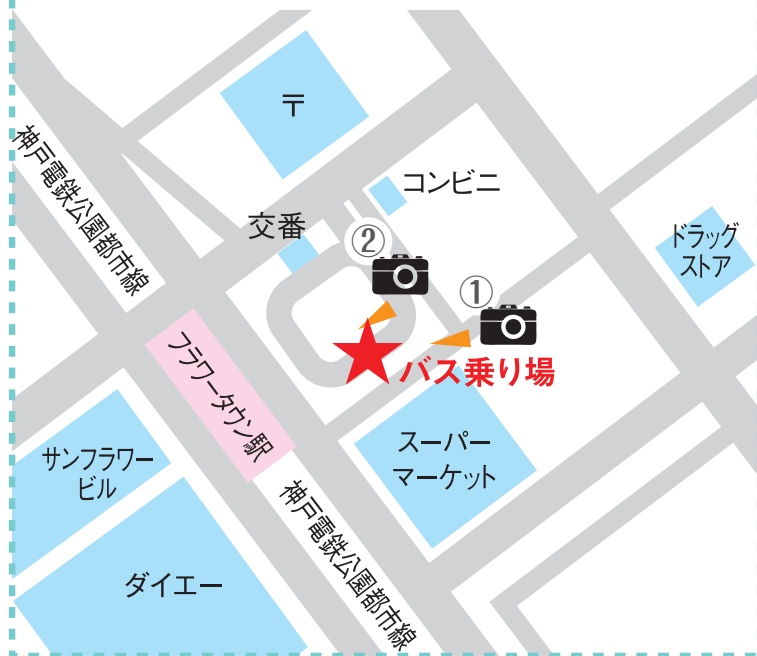 〒
神戸電鉄公園都市線
コンビニ
交番
②
ドラッグ
ストア
①
バス乗り場
フラワータウン駅
スーパー
マーケット
サンフラワー
ビル
神戸電鉄公園都市線
ダイエー